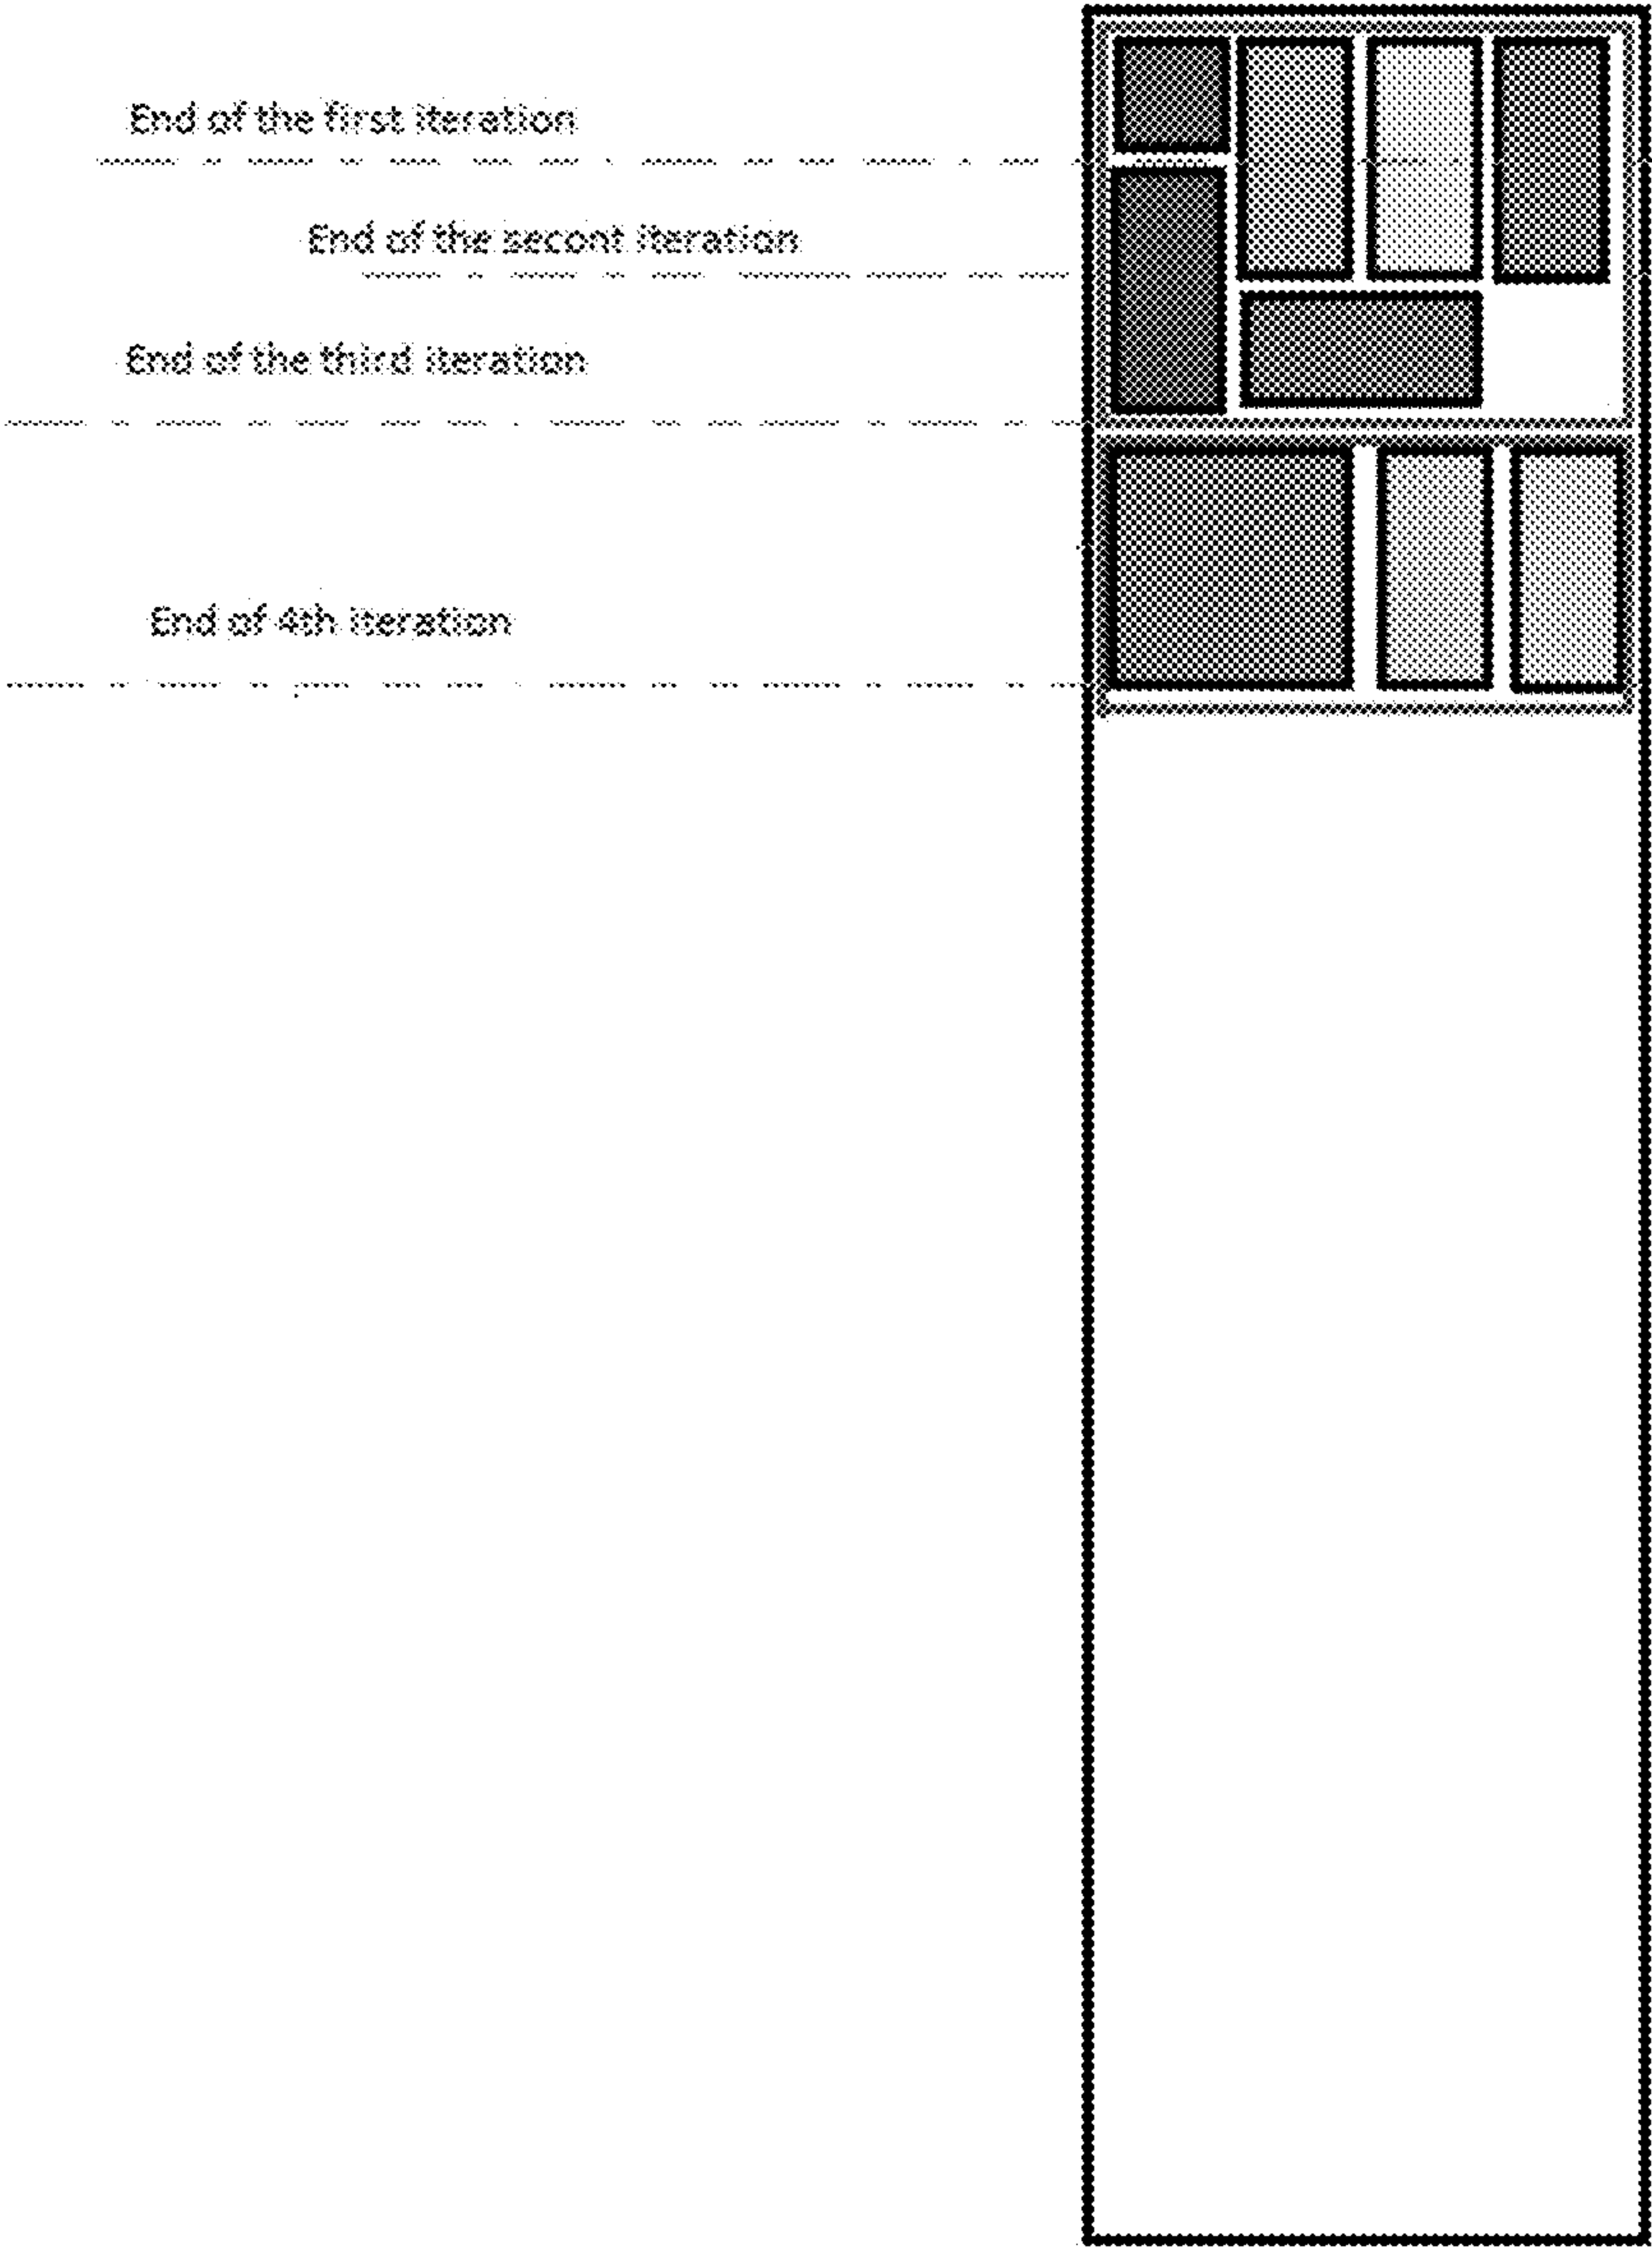 End of the first iteration
End of the secont iteration
End of the third iteration
End of 4th iteration